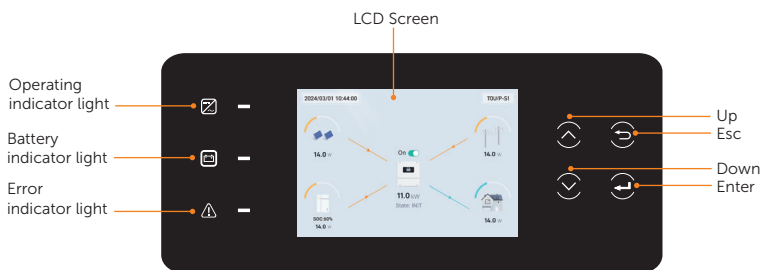 LCD Screen
Operating
indicator light
Battery
indicator light
Error
indicator light
2024/03/01 10:44:00
TOU/P-S1
14.0 w
On
14.0 w
11.0 kW
State: INIT
SOC:50%
14.0 w
14.0 w
Up
Esc
Down
Enter